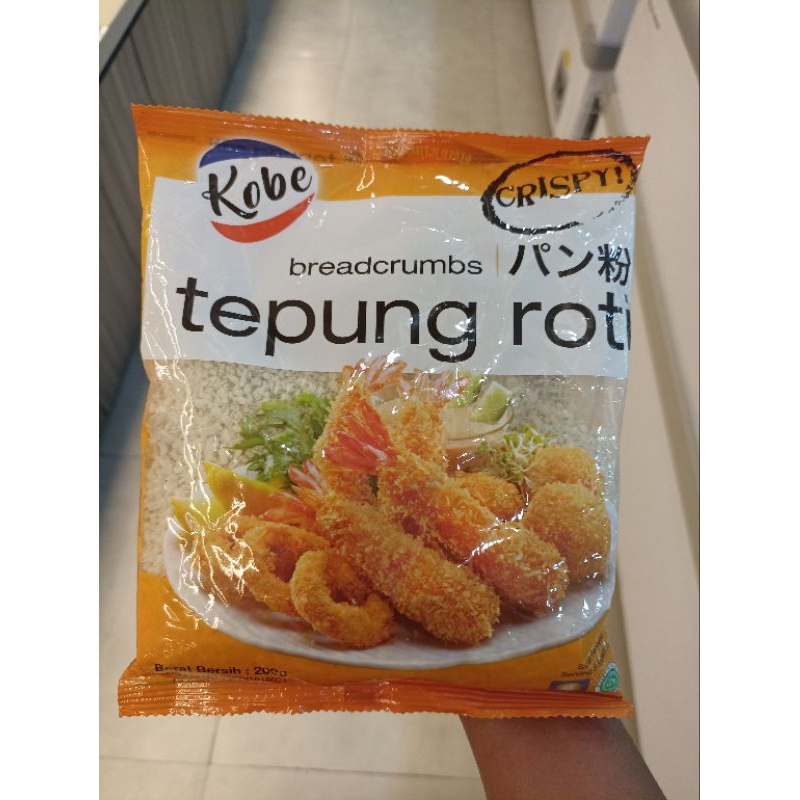 Kobe
CRISPY!
breadcrumbs | パン粉
tepung roti
Berat Bersih : 200g